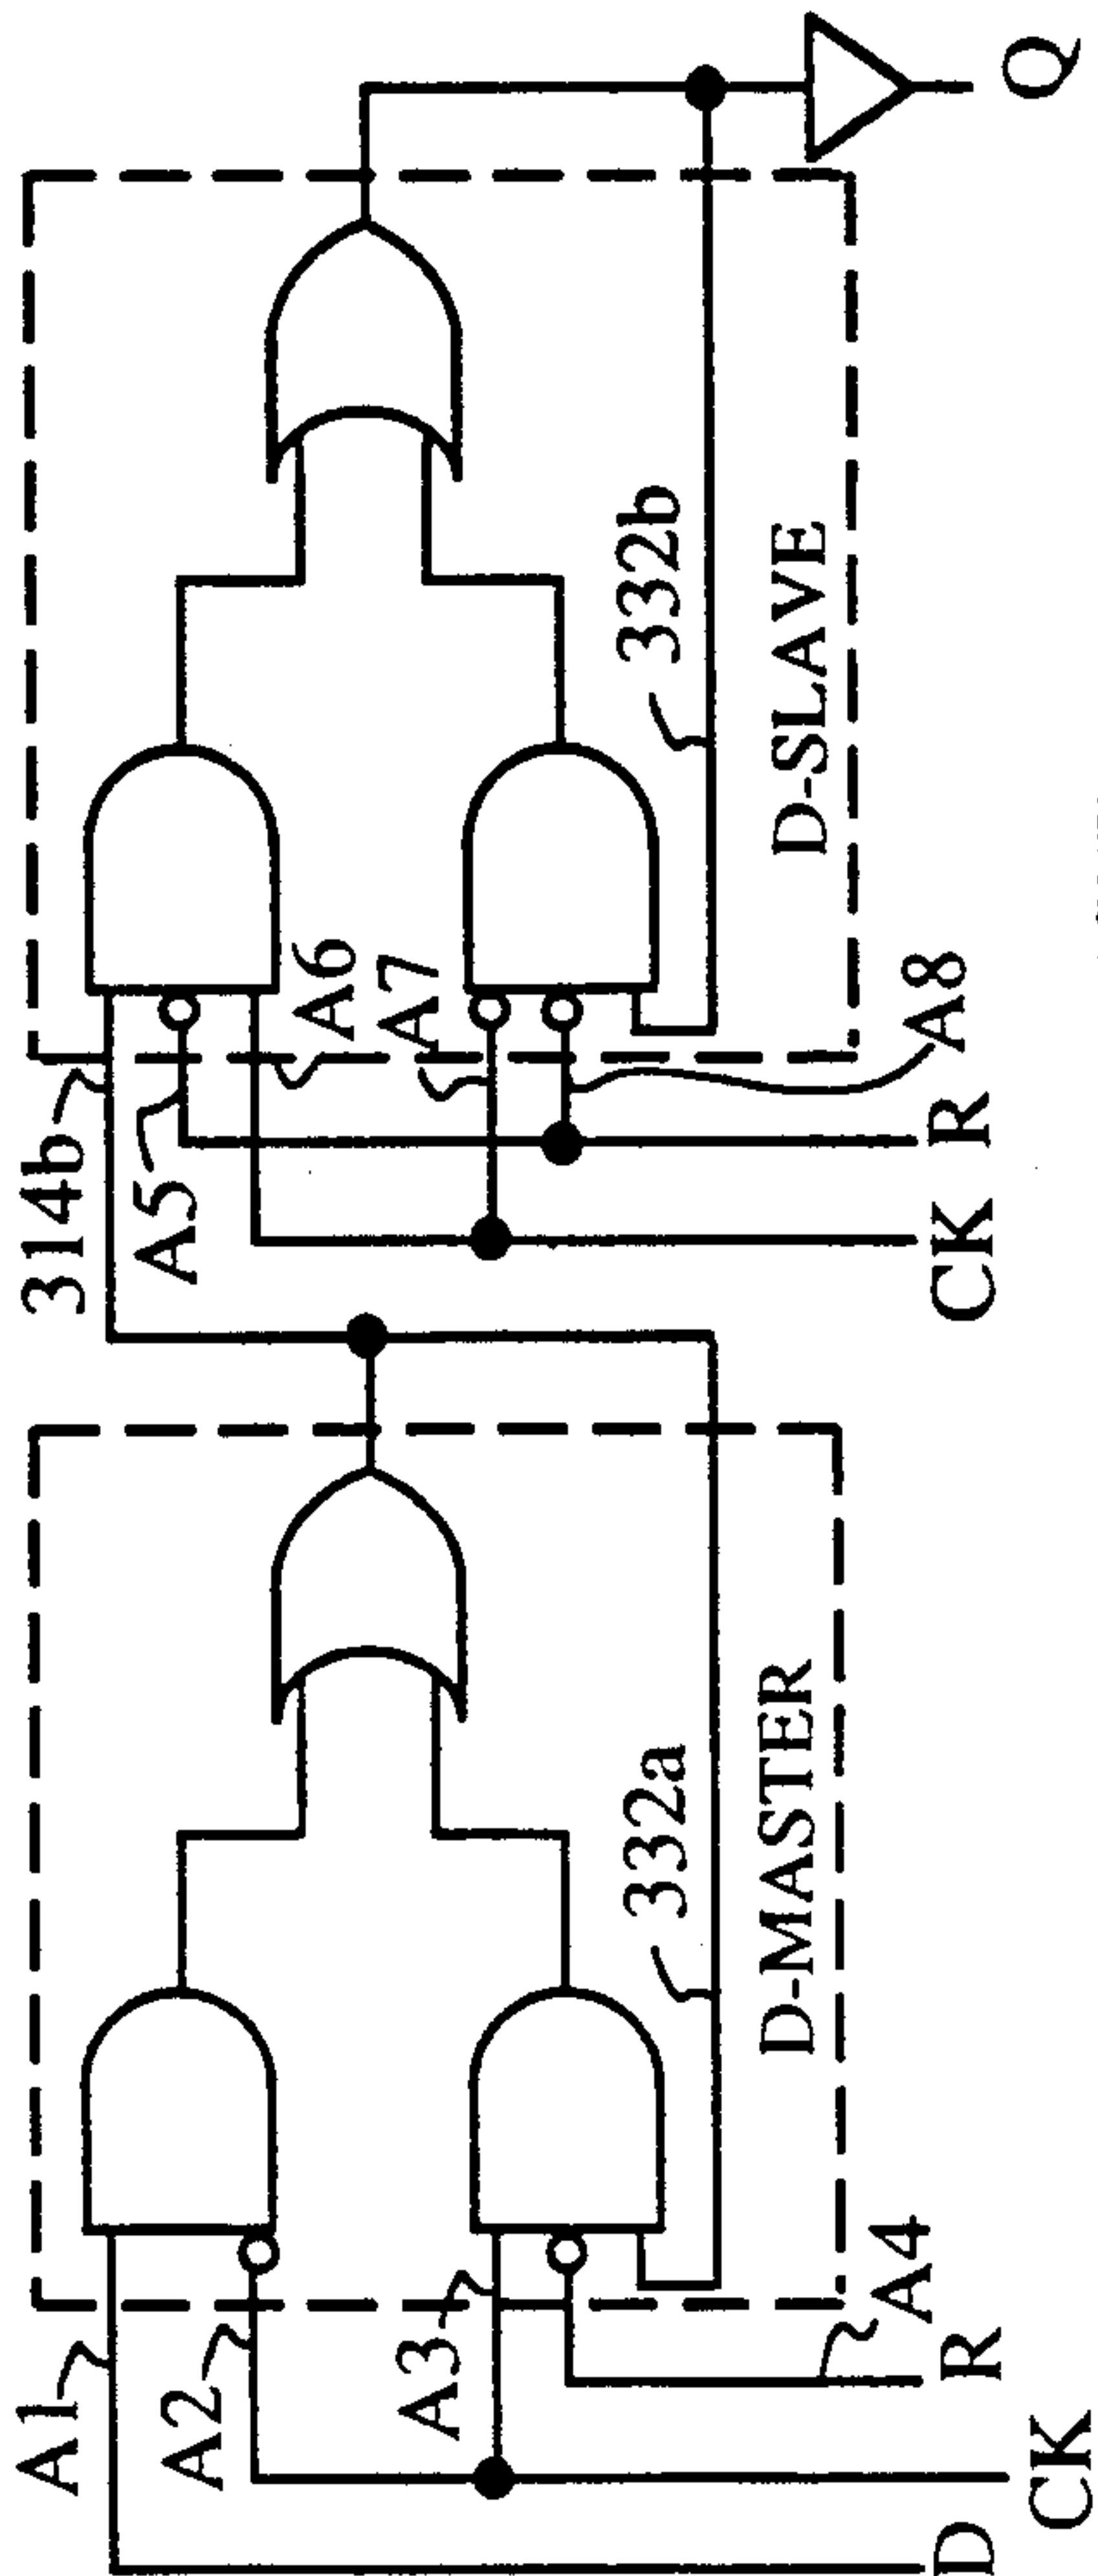 A1
A2
A3
A4
D
CK
R
332a
D-MASTER
314b
A5
A6
A7
A8
CK
R
332b
D-SLAVE
Q